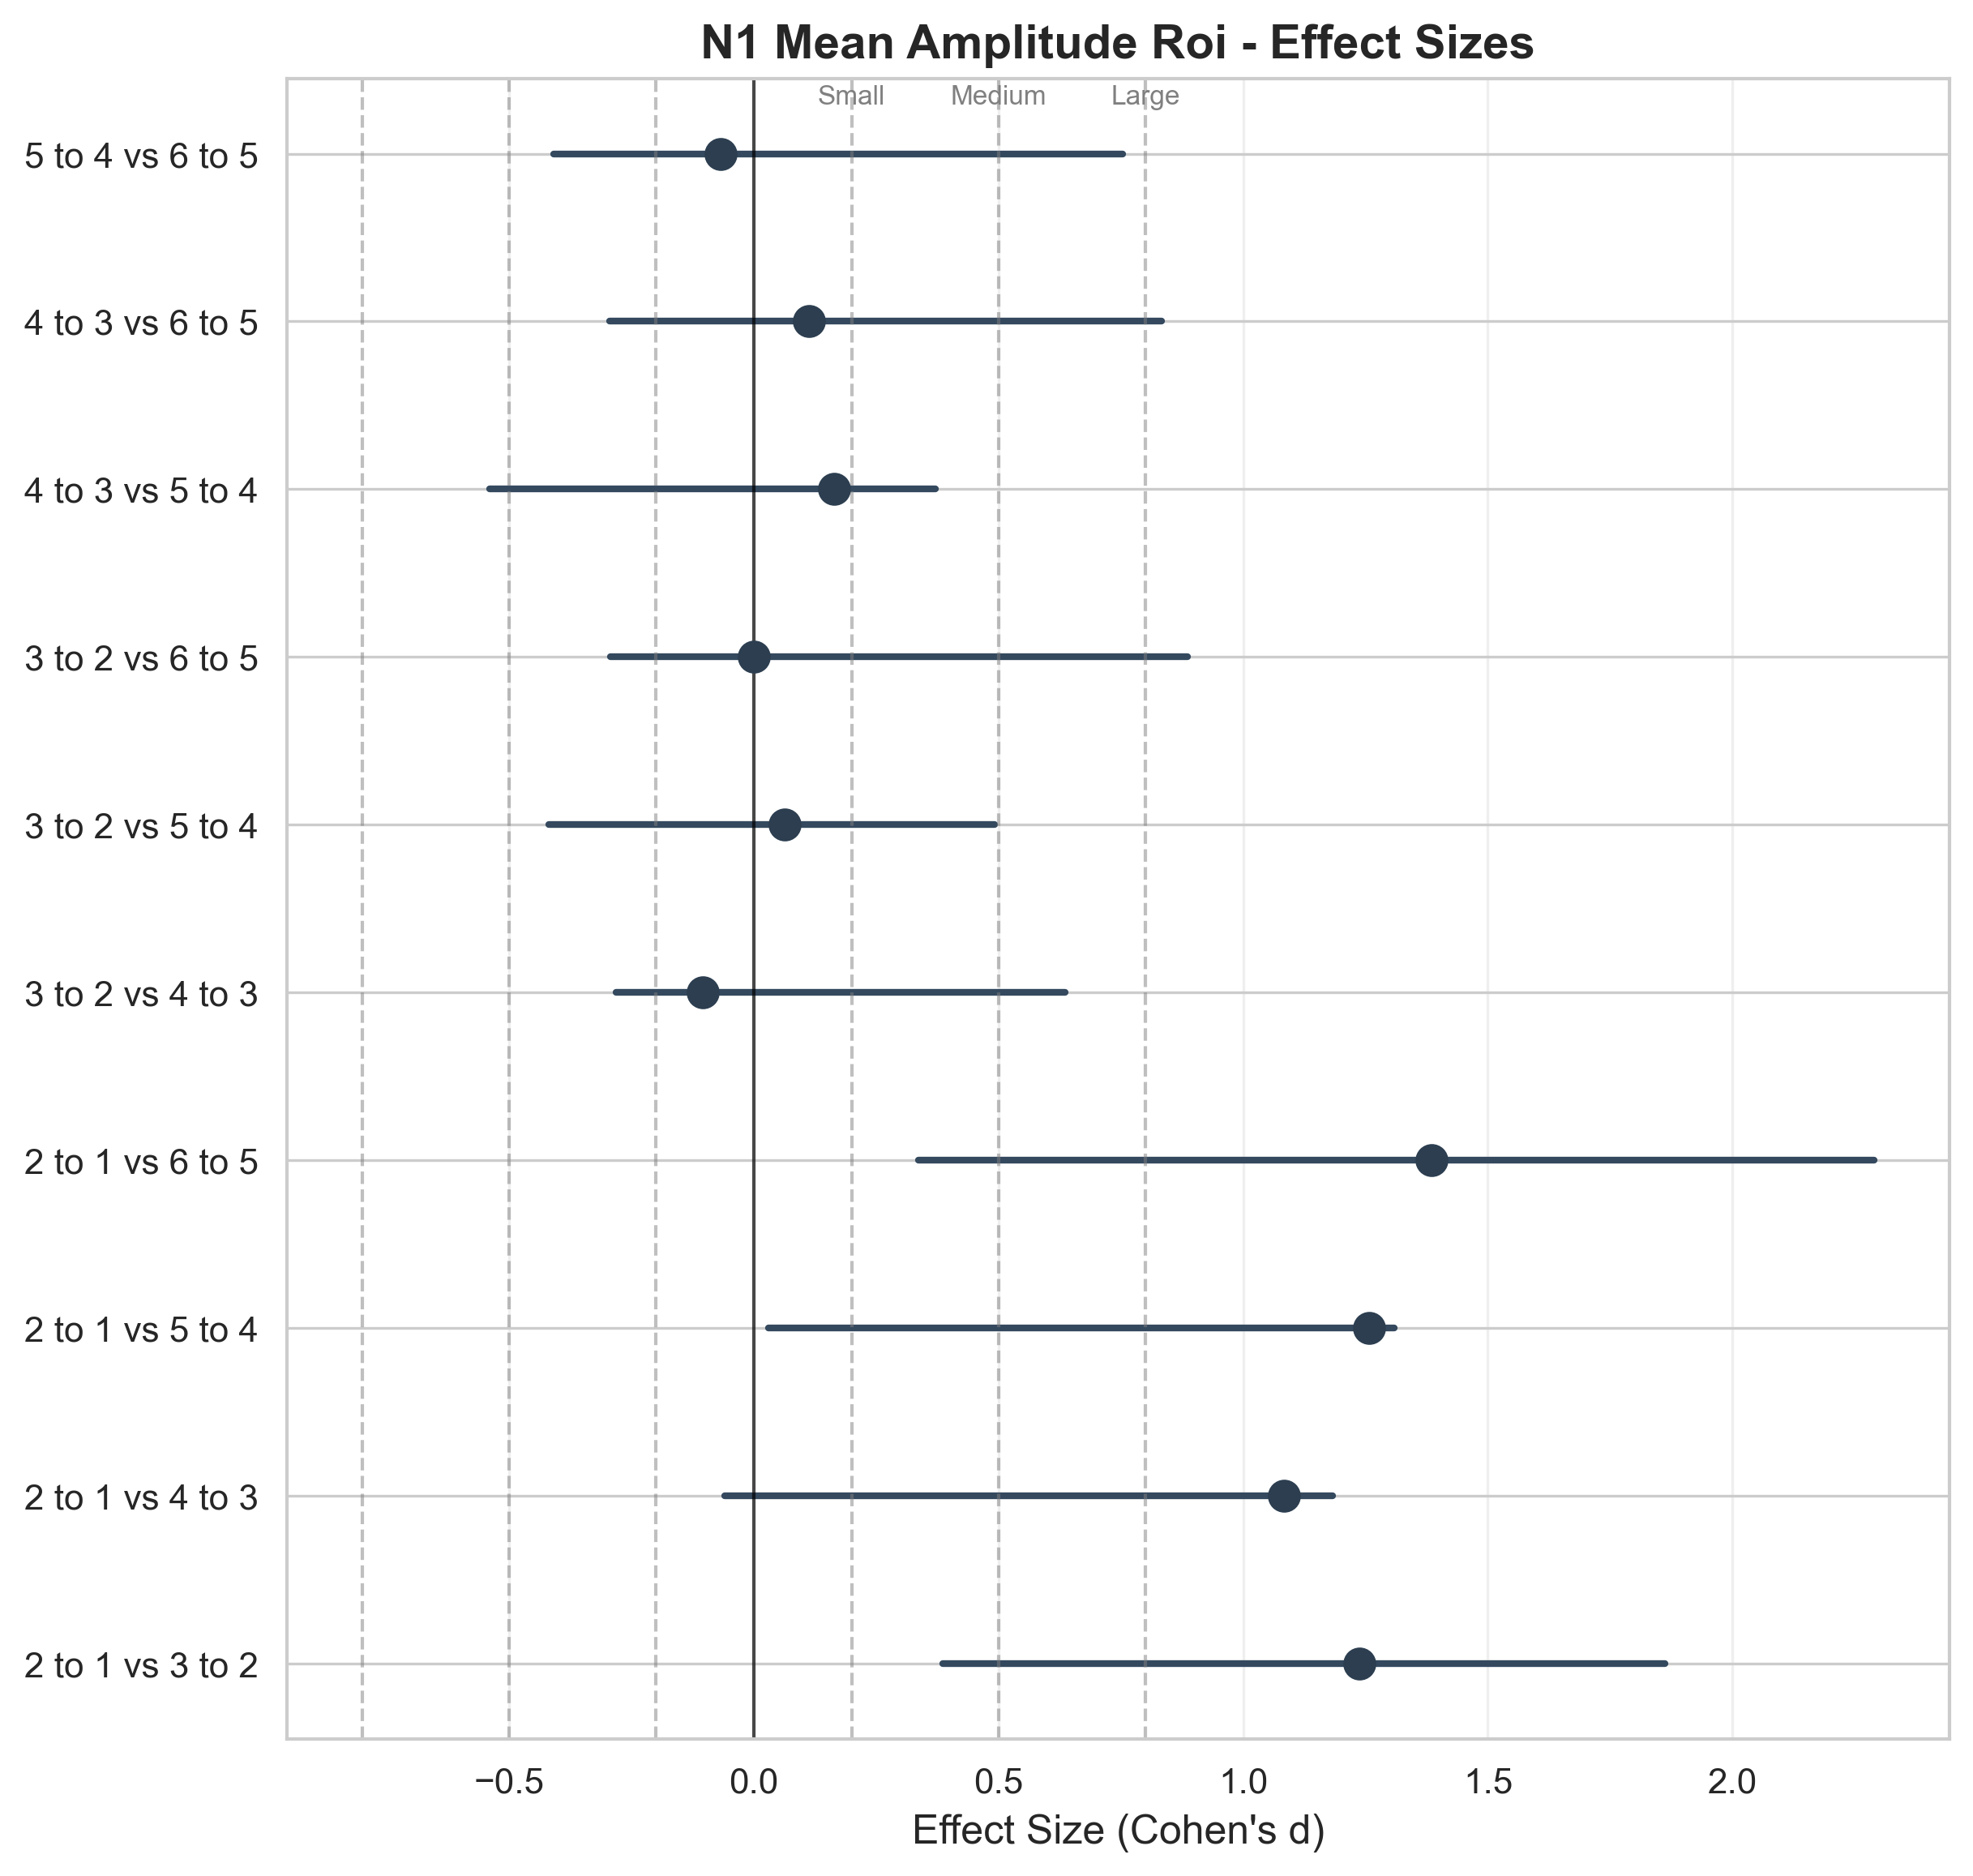 N1 Mean Amplitude Roi - Effect Sizes
Small Medium Large
5 to 4 vs 6 to 5
4 to 3 vs 6 to 5
4 to 3 vs 5 to 4
3 to 2 vs 6 to 5
3 to 2 vs 5 to 4
3 to 2 vs 4 to 3
2 to 1 vs 6 to 5
2 to 1 vs 5 to 4
2 to 1 vs 4 to 3
2 to 1 vs 3 to 2
−0.5 0.0 0.5 1.0 1.5 2.0
Effect Size (Cohen's d)